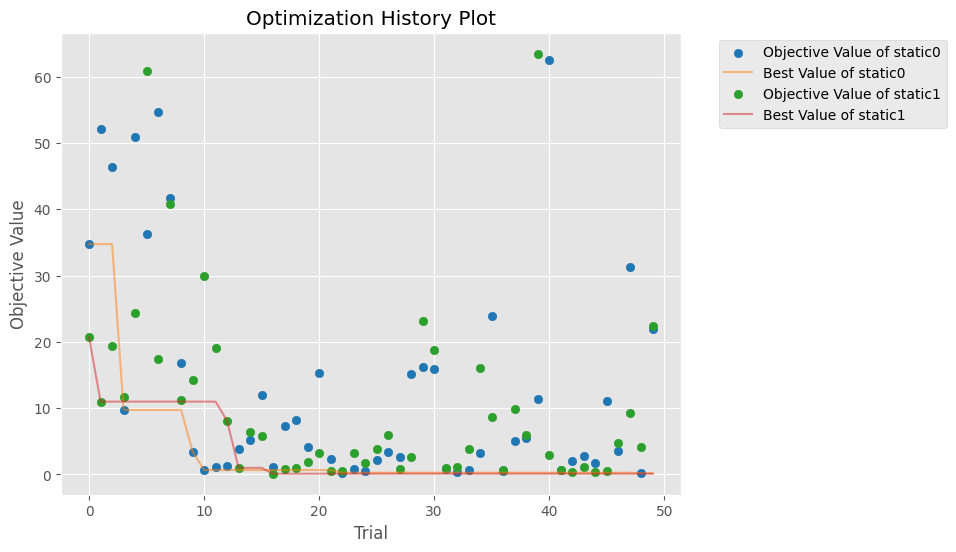 Optimization History Plot
Objective Value of static0
Best Value of static0
Objective Value of static1
Best Value of static1
Objective Value
60
50
40
30
20
10
0
0 10 20 30 40 50
Trial